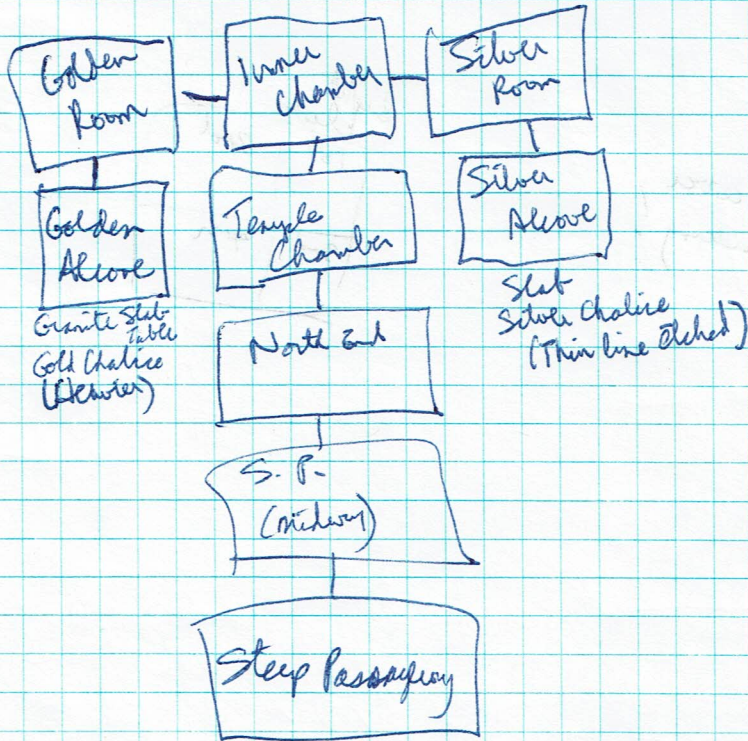 Golden
Room
Inner
Chamber
Silver
Room
Golden
Alcove
Granite Slab
Table
Gold Chalice
(Heavier)
Temple
Chamber
Silver
Alcove
Slab
Silver Chalice
(Thin line etched)
North End
S. P.
(midway)
Steep Passageway